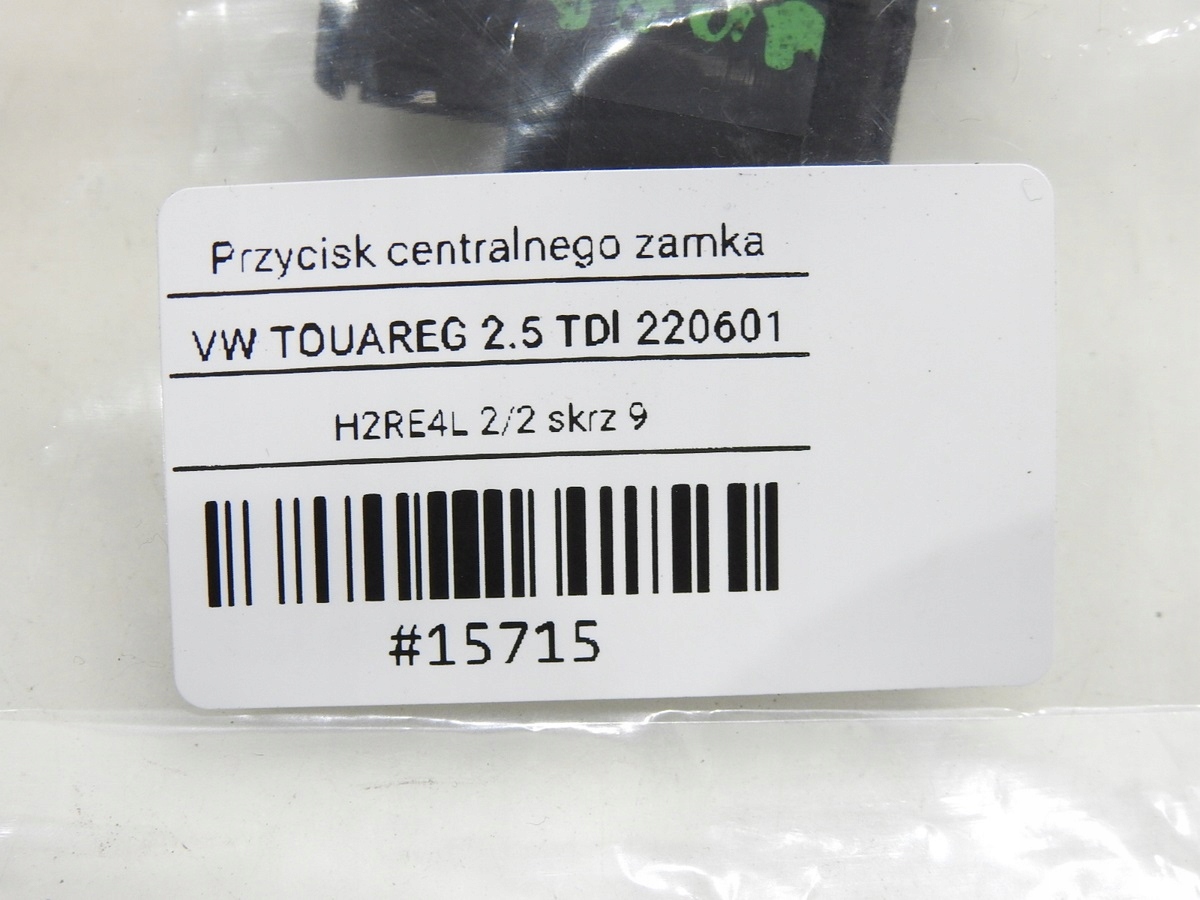 Przycisk centralnego zamka
VW TOUAREG 2.5 TDI 220601
H2RE4L 2/2 skrz 9
#15715